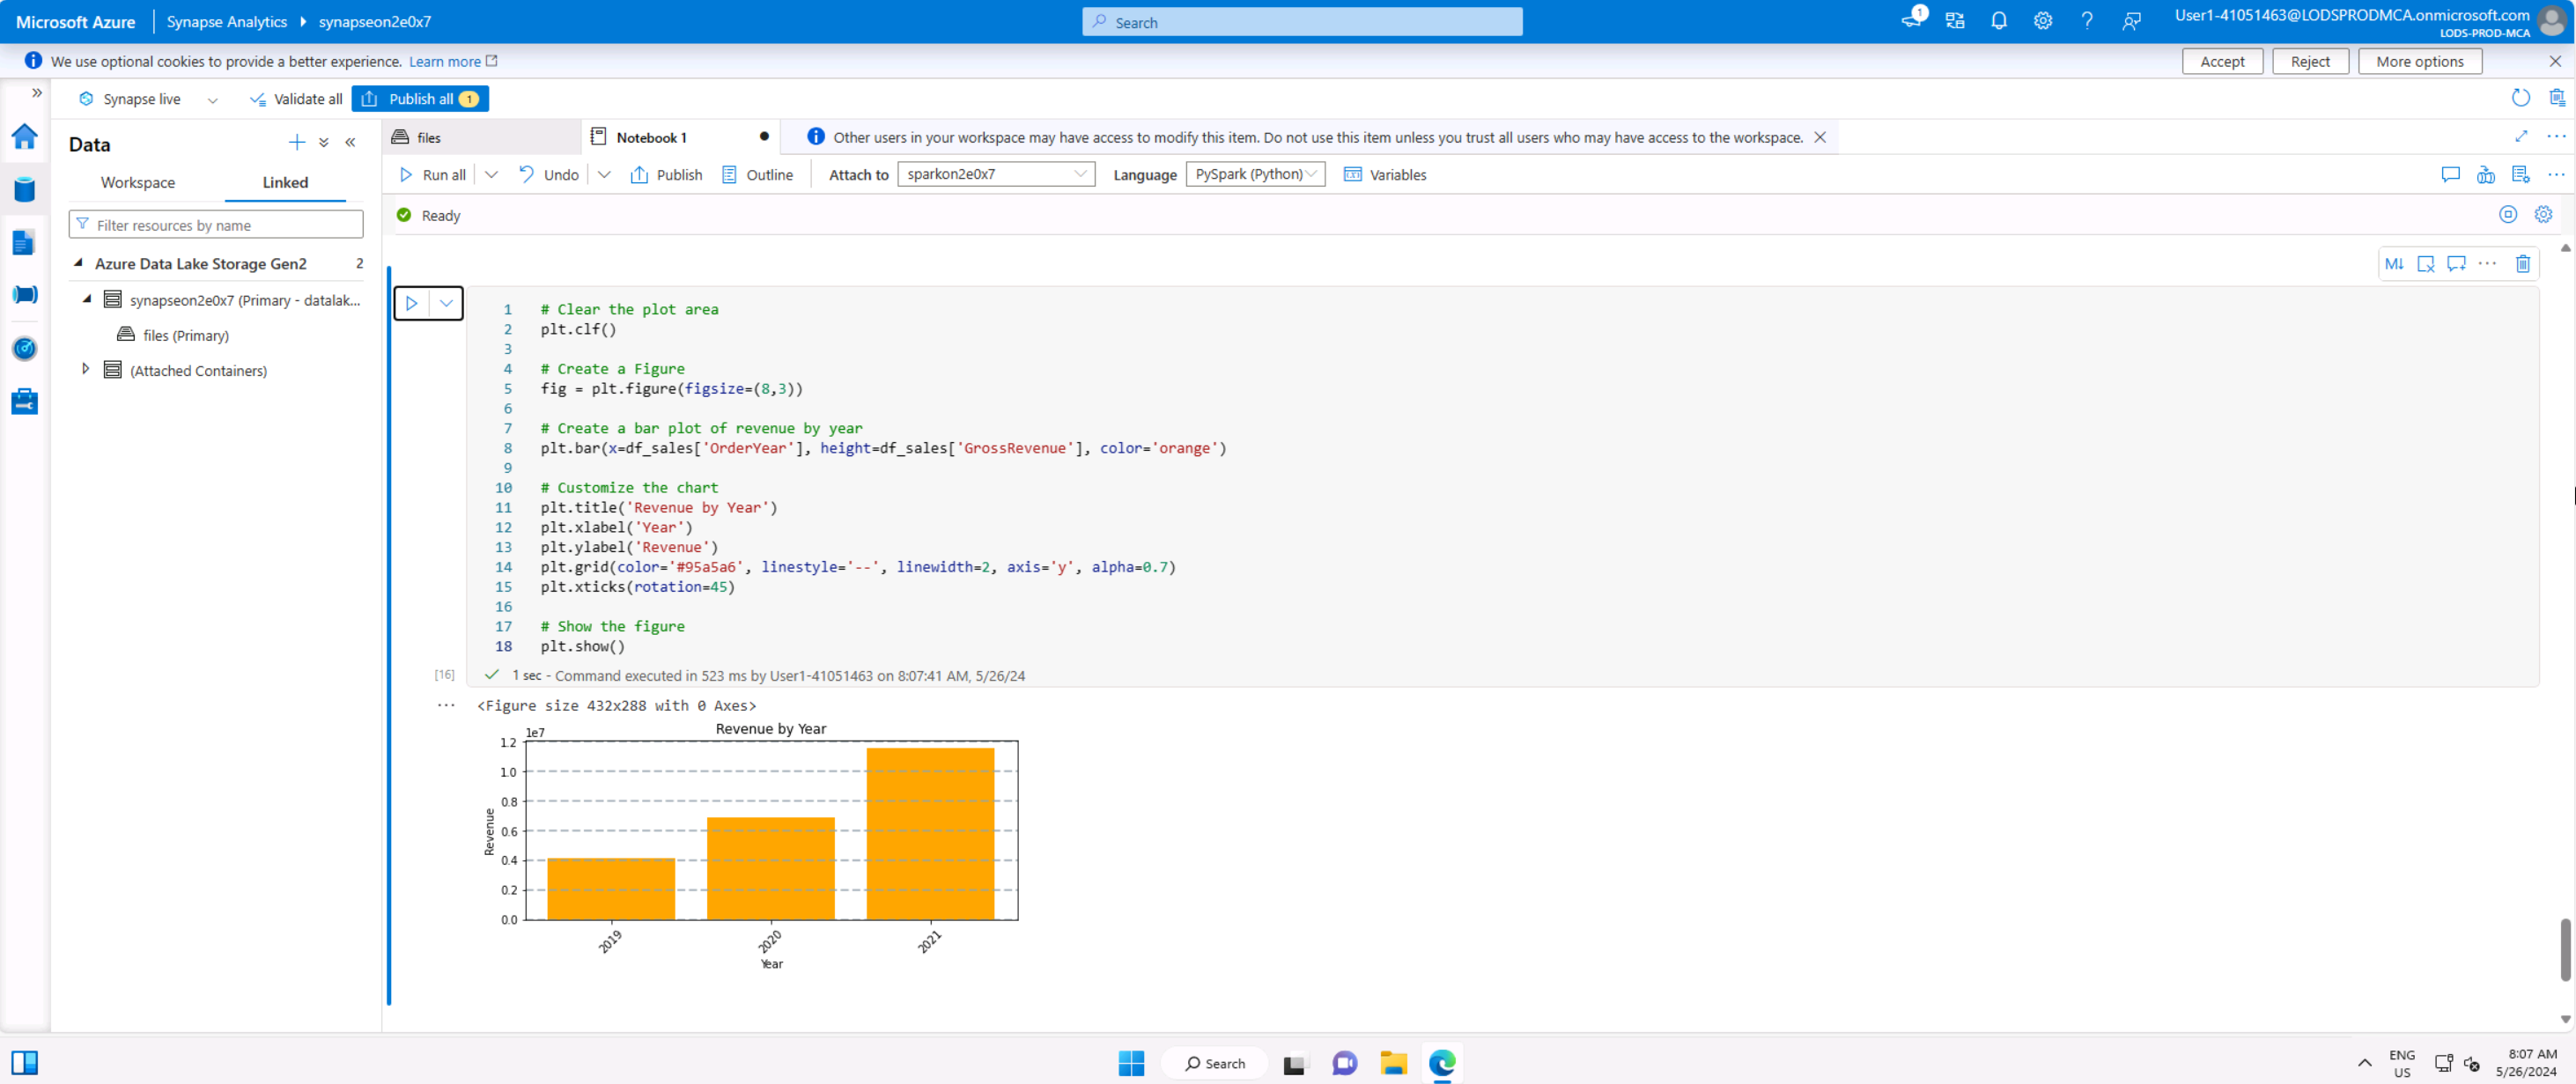 Microsoft Azure
Synapse Analytics
synapseon2e0x7
Search
1
User1-41051463@LODSPRODMCA.onmicrosoft.com
LODS-PROD-MCA
We use optional cookies to provide a better experience. Learn more
Accept
Reject
More options
Synapse live
Validate all
Publish all 1
Data
Workspace
Linked
Filter resources by name
Azure Data Lake Storage Gen2 2
synapseon2e0x7 (Primary - datalak...
files (Primary)
(Attached Containers)
files
Notebook 1
Other users in your workspace may have access to modify this item. Do not use this item unless you trust all users who may have access to the workspace.
Run all
Undo
Publish
Outline
Attach to
sparkon2e0x7
Language
PySpark (Python)
Variables
Ready
M↓
1 # Clear the plot area
2 plt.clf()
3
4 # Create a Figure
5 fig = plt.figure(figsize=(8,3))
6
7 # Create a bar plot of revenue by year
8 plt.bar(x=df_sales['OrderYear'], height=df_sales['GrossRevenue'], color='orange')
9
10 # Customize the chart
11 plt.title('Revenue by Year')
12 plt.xlabel('Year')
13 plt.ylabel('Revenue')
14 plt.grid(color='#95a5a6', linestyle='--', linewidth=2, axis='y', alpha=0.7)
15 plt.xticks(rotation=45)
16
17 # Show the figure
18 plt.show()
[16]
1 sec - Command executed in 523 ms by User1-41051463 on 8:07:41 AM, 5/26/24
<Figure size 432x288 with 0 Axes>
Revenue by Year
1e7
1.2
1.0
0.8
0.6
0.4
0.2
0.0
Revenue
2019
2020
2021
Year
Search
ENG
US
8:07 AM
5/26/2024